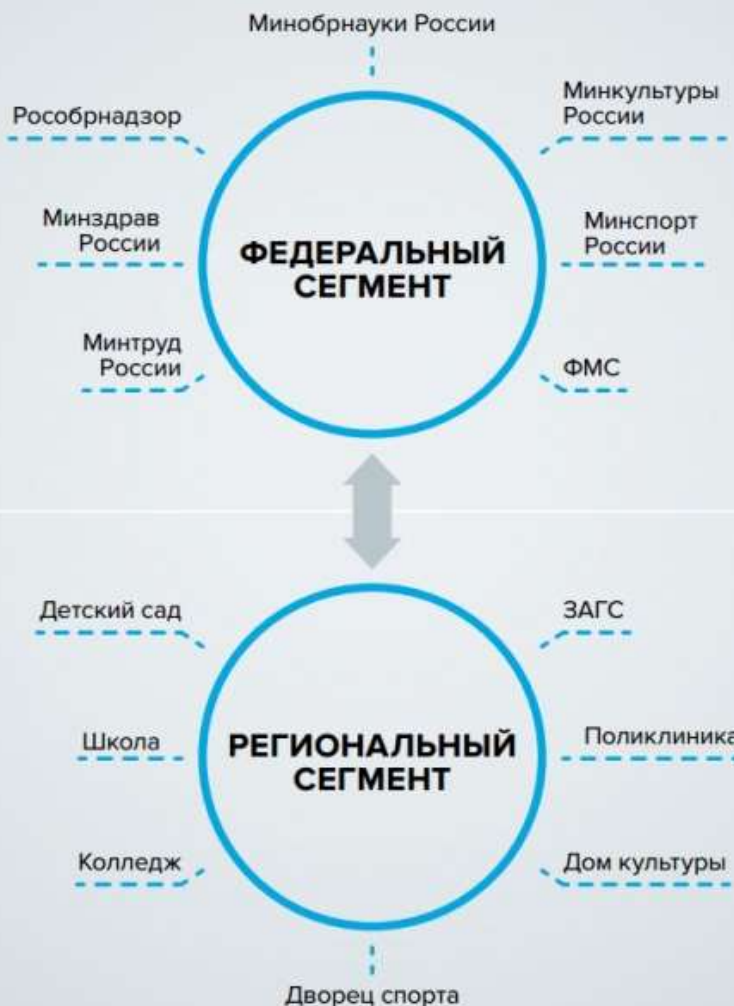 Минобрнауки России
Рособрнадзор
Минкультуры
России
Минздрав
России
ФЕДЕРАЛЬНЫЙ
СЕГМЕНТ
Минспорт
России
Минтруд
России
ФМС
Детский сад
ЗАГС
Школа
РЕГИОНАЛЬНЫЙ
СЕГМЕНТ
Поликлиника
Колледж
Дом культуры
Дворец спорта